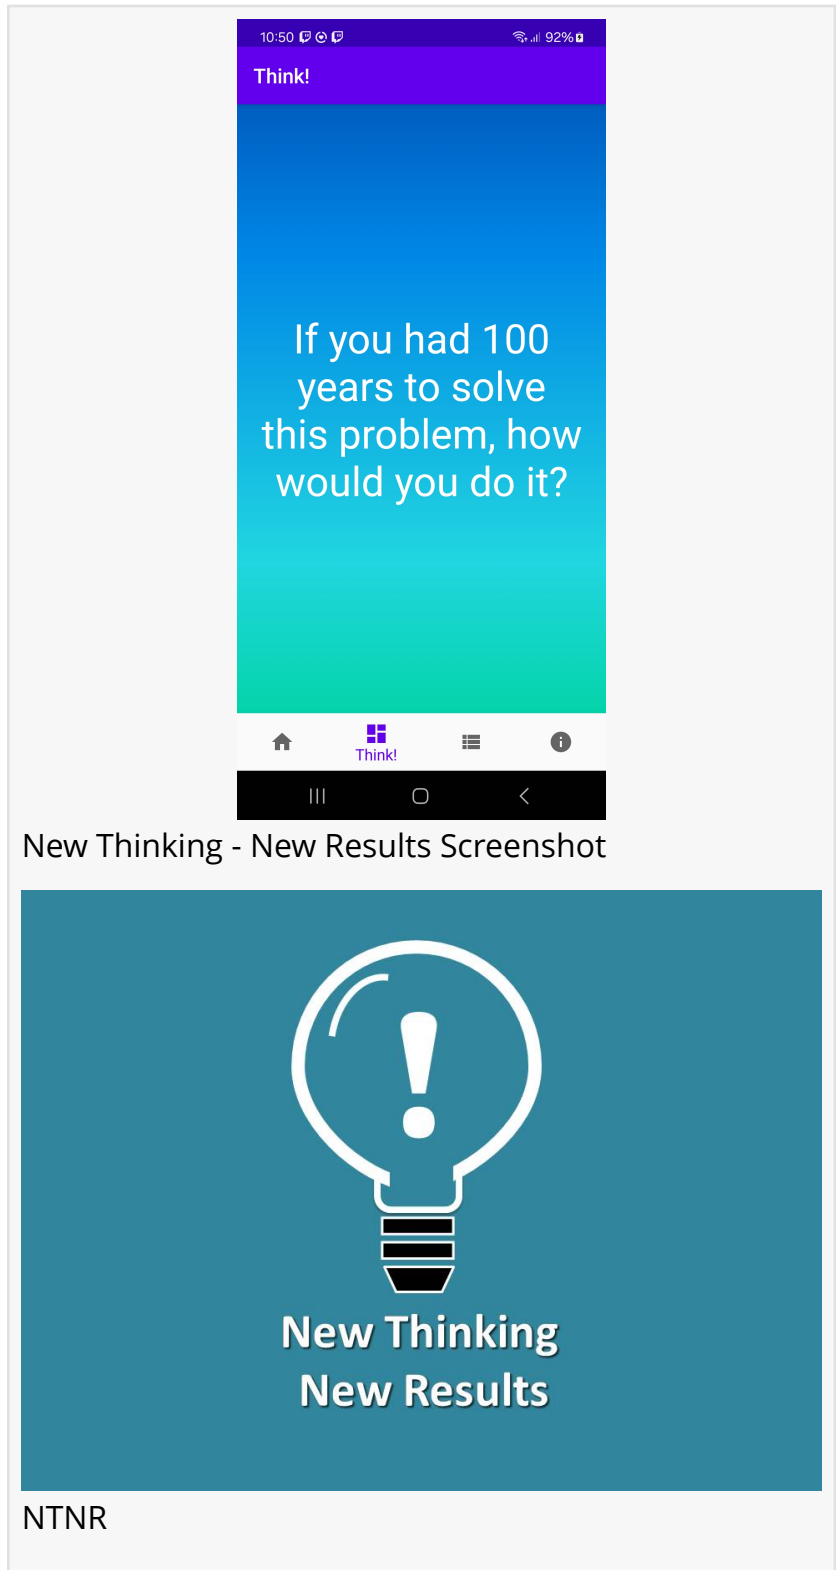 10:50 92%
Think!
If you had 100
years to solve
this problem, how
would you do it?
Think!
New Thinking - New Results Screenshot
!
New Thinking
New Results
NTNR